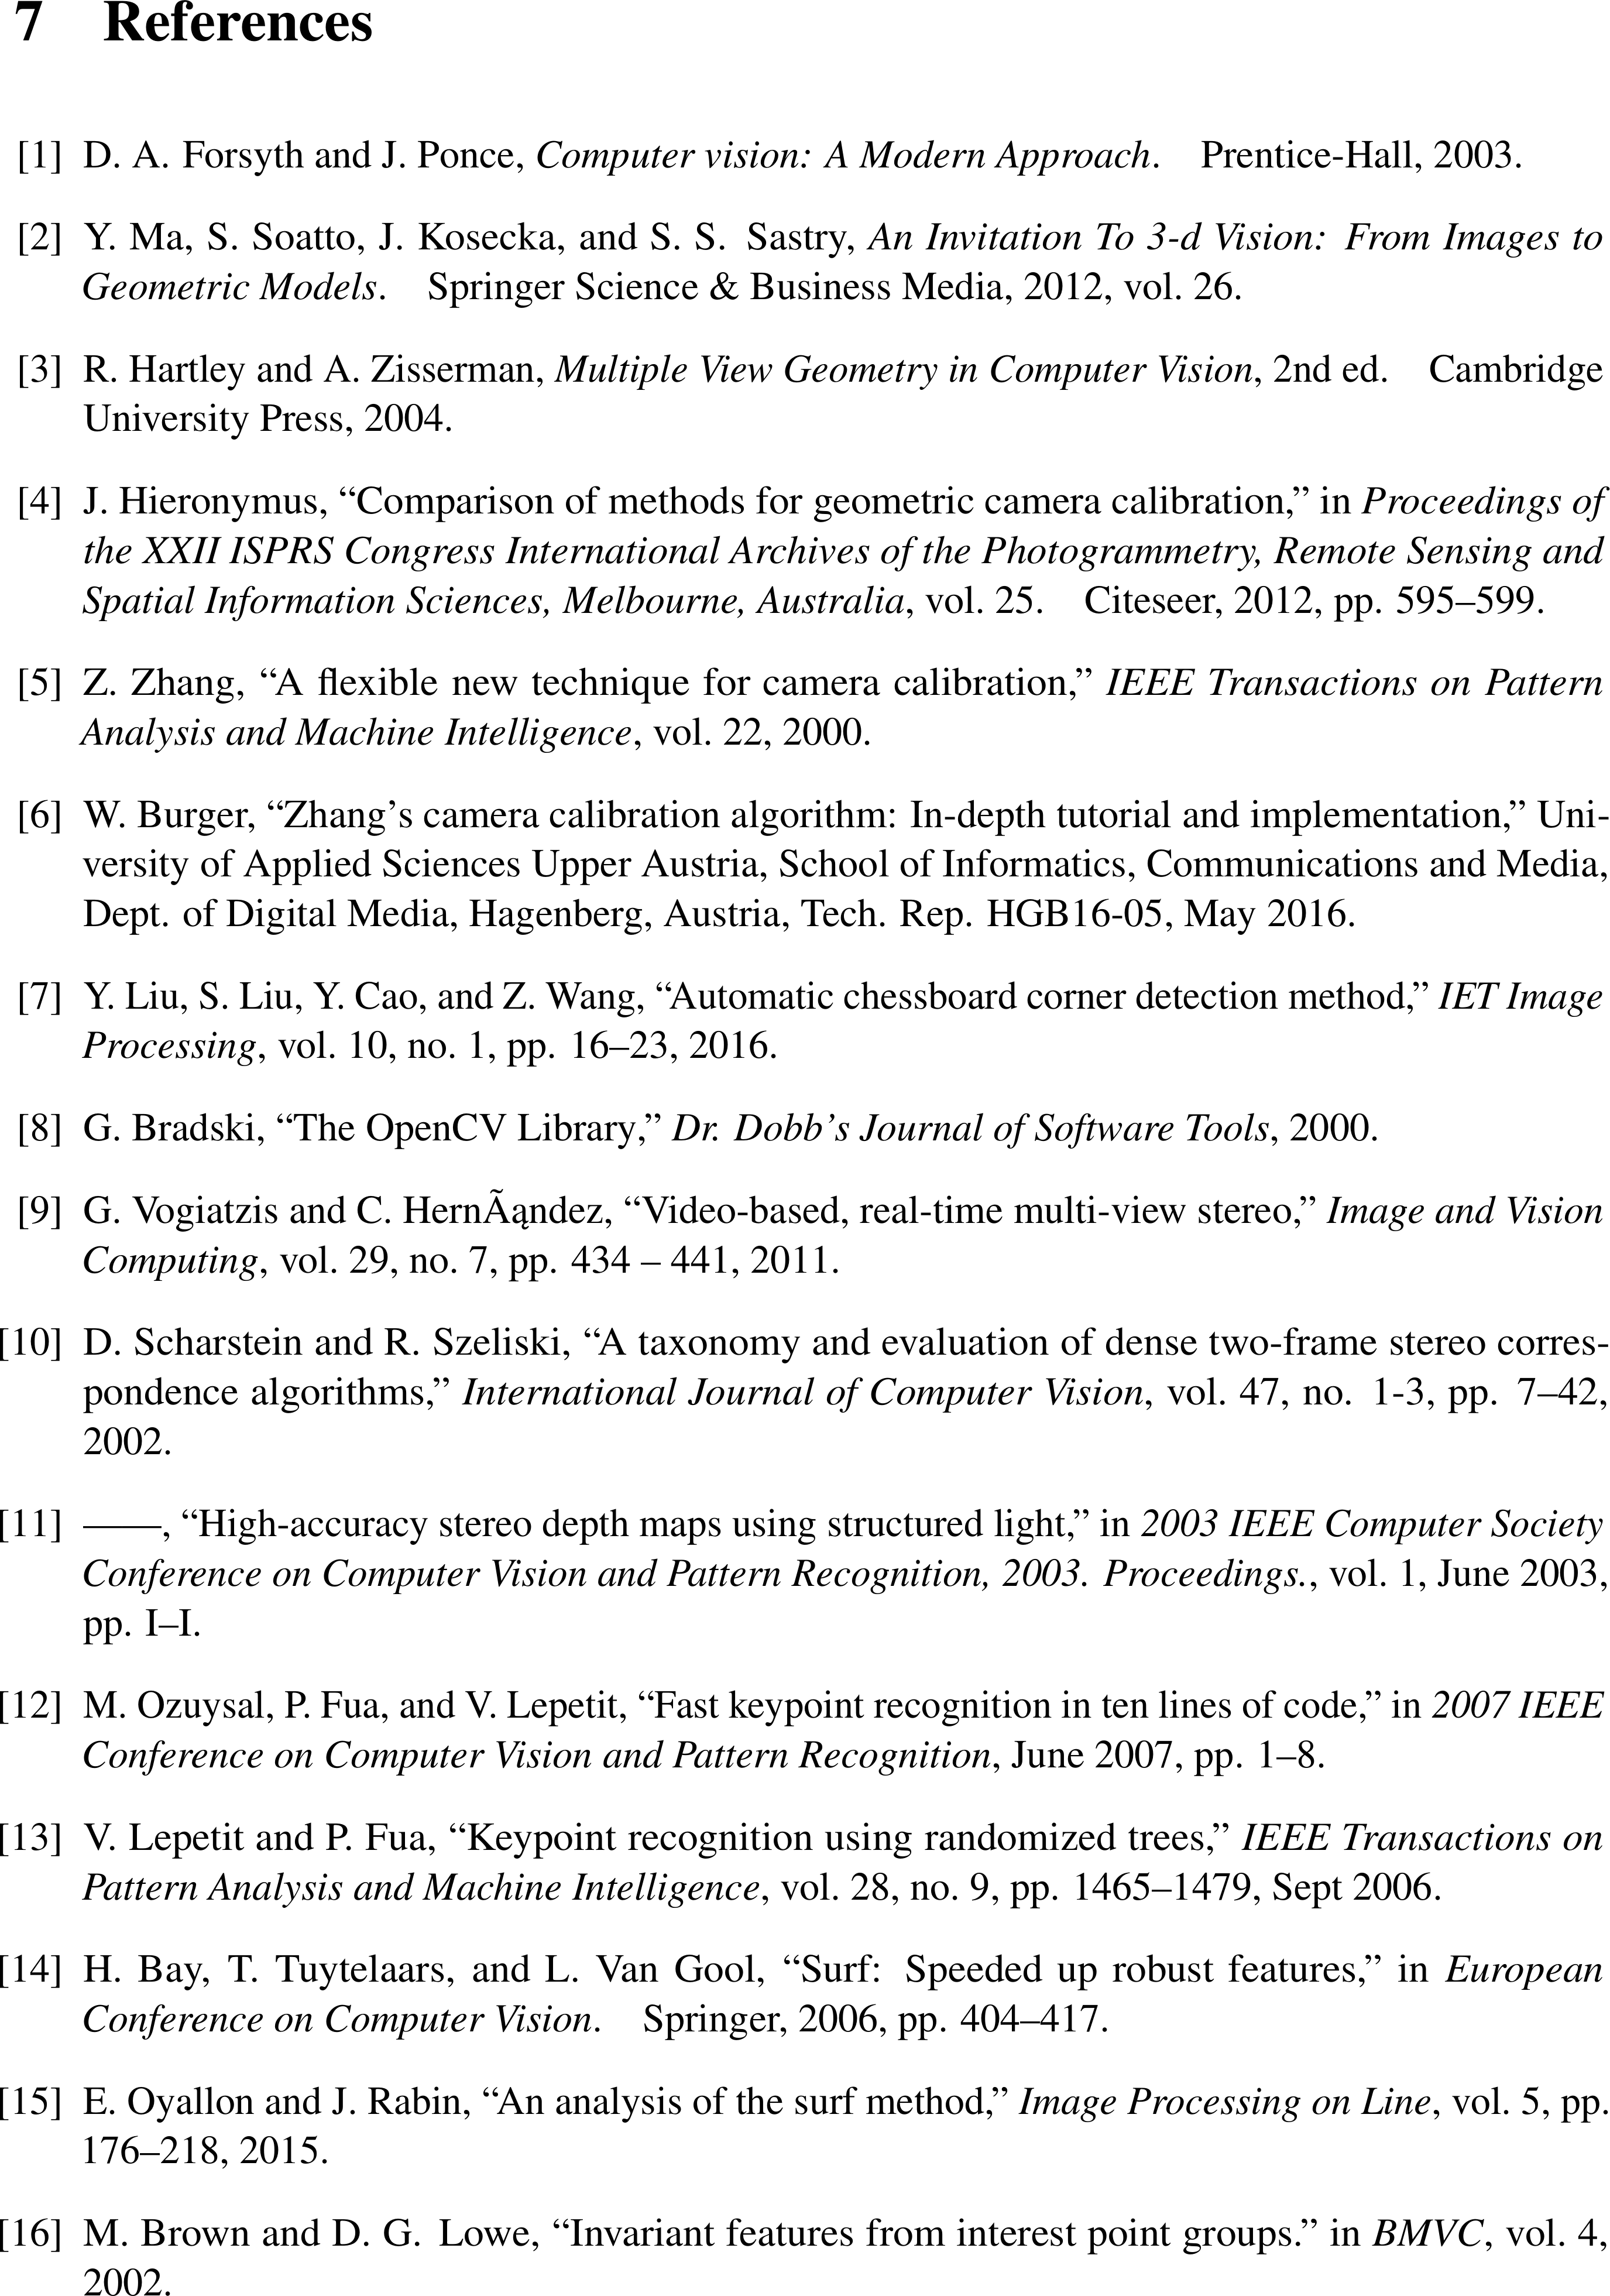 7 References
[1] D. A. Forsyth and J. Ponce, Computer vision: A Modern Approach. Prentice-Hall, 2003.
[2] Y. Ma, S. Soatto, J. Kosecka, and S. S. Sastry, An Invitation To 3-d Vision: From Images to
Geometric Models. Springer Science & Business Media, 2012, vol. 26.
[3] R. Hartley and A. Zisserman, Multiple View Geometry in Computer Vision, 2nd ed. Cambridge
University Press, 2004.
[4] J. Hieronymus, “Comparison of methods for geometric camera calibration,” in Proceedings of
the XXII ISPRS Congress International Archives of the Photogrammetry, Remote Sensing and
Spatial Information Sciences, Melbourne, Australia, vol. 25. Citeseer, 2012, pp. 595–599.
[5] Z. Zhang, “A flexible new technique for camera calibration,” IEEE Transactions on Pattern
Analysis and Machine Intelligence, vol. 22, 2000.
[6] W. Burger, “Zhang’s camera calibration algorithm: In-depth tutorial and implementation,” Uni-
versity of Applied Sciences Upper Austria, School of Informatics, Communications and Media,
Dept. of Digital Media, Hagenberg, Austria, Tech. Rep. HGB16-05, May 2016.
[7] Y. Liu, S. Liu, Y. Cao, and Z. Wang, “Automatic chessboard corner detection method,” IET Image
Processing, vol. 10, no. 1, pp. 16–23, 2016.
[8] G. Bradski, “The OpenCV Library,” Dr. Dobb’s Journal of Software Tools, 2000.
[9] G. Vogiatzis and C. HernÃąndez, “Video-based, real-time multi-view stereo,” Image and Vision
Computing, vol. 29, no. 7, pp. 434 – 441, 2011.
[10] D. Scharstein and R. Szeliski, “A taxonomy and evaluation of dense two-frame stereo corres-
pondence algorithms,” International Journal of Computer Vision, vol. 47, no. 1-3, pp. 7–42,
2002.
[11] ——, “High-accuracy stereo depth maps using structured light,” in 2003 IEEE Computer Society
Conference on Computer Vision and Pattern Recognition, 2003. Proceedings., vol. 1, June 2003,
pp. I–I.
[12] M. Ozuysal, P. Fua, and V. Lepetit, “Fast keypoint recognition in ten lines of code,” in 2007 IEEE
Conference on Computer Vision and Pattern Recognition, June 2007, pp. 1–8.
[13] V. Lepetit and P. Fua, “Keypoint recognition using randomized trees,” IEEE Transactions on
Pattern Analysis and Machine Intelligence, vol. 28, no. 9, pp. 1465–1479, Sept 2006.
[14] H. Bay, T. Tuytelaars, and L. Van Gool, “Surf: Speeded up robust features,” in European
Conference on Computer Vision. Springer, 2006, pp. 404–417.
[15] E. Oyallon and J. Rabin, “An analysis of the surf method,” Image Processing on Line, vol. 5, pp.
176–218, 2015.
[16] M. Brown and D. G. Lowe, “Invariant features from interest point groups.” in BMVC, vol. 4,
2002.